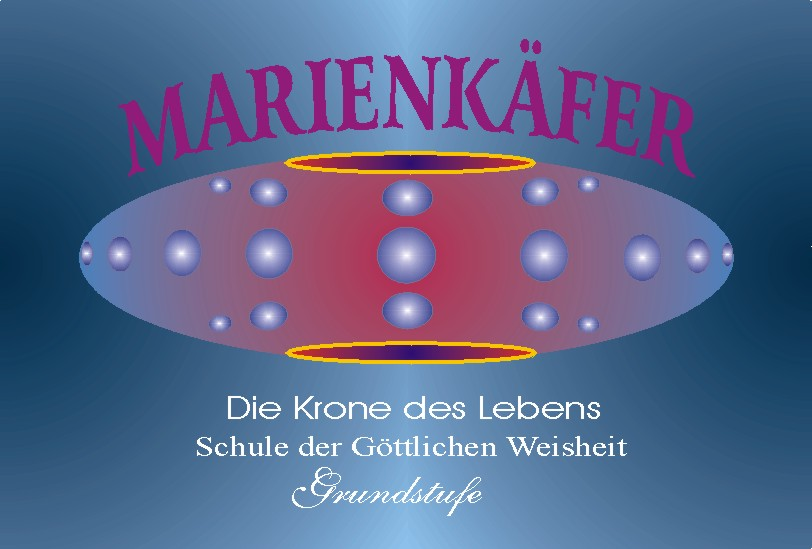 MARIENKÄFER
Die Krone des Lebens
Schule der Göttlichen Weisheit
Grundstufe